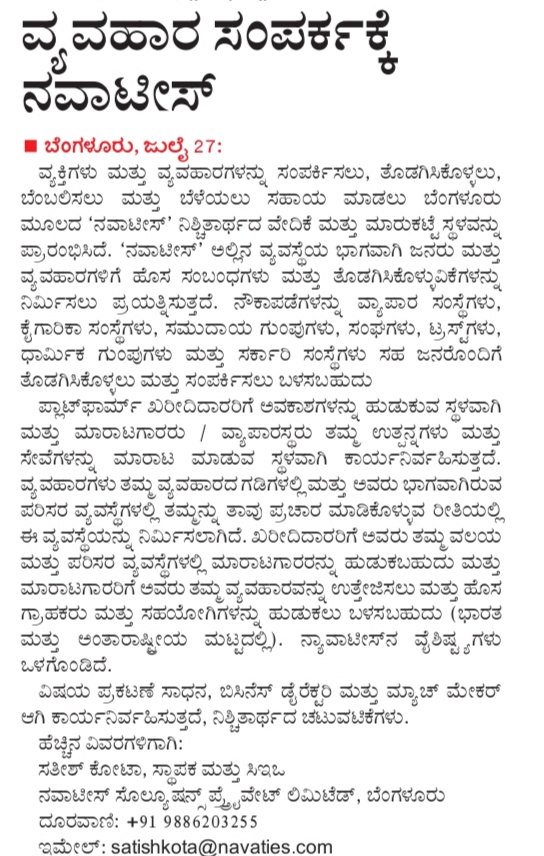 ವ್ಯವಹಾರ ಸಂಪರ್ಕಕ್ಕೆ
ನವಾಟೀಸ್
■ ಬೆಂಗಳೂರು, ಜುಲೈ 27:
ವ್ಯಕ್ತಿಗಳು ಮತ್ತು ವ್ಯವಹಾರಗಳನ್ನು ಸಂಪರ್ಕಿಸಲು, ತೊಡಗಿಸಿಕೊಳ್ಳಲು,
ಬೆಂಬಲಿಸಲು ಮತ್ತು ಬೆಳೆಯಲು ಸಹಾಯ ಮಾಡಲು ಬೆಂಗಳೂರು
ಮೂಲದ ‘ನವಾಟೀಸ್’ ನಿಶ್ಚಿತಾರ್ಥದ ವೇದಿಕೆ ಮತ್ತು ಮಾರುಕಟ್ಟೆ ಸ್ಥಳವನ್ನು
ಪ್ರಾರಂಭಿಸಿದೆ. ‘ನವಾಟೀಸ್’ ಅಲ್ಲಿನ ವ್ಯವಸ್ಥೆಯ ಭಾಗವಾಗಿ ಜನರು ಮತ್ತು
ವ್ಯವಹಾರಗಳಿಗೆ ಹೊಸ ಸಂಬಂಧಗಳು ಮತ್ತು ತೊಡಗಿಸಿಕೊಳ್ಳುವಿಕೆಗಳನ್ನು
ನಿರ್ಮಿಸಲು ಪ್ರಯತ್ನಿಸುತ್ತದೆ. ನೌಕಾಪಡೆಗಳನ್ನು ವ್ಯಾಪಾರ ಸಂಸ್ಥೆಗಳು,
ಕೈಗಾರಿಕಾ ಸಂಸ್ಥೆಗಳು, ಸಮುದಾಯ ಗುಂಪುಗಳು, ಸಂಘಗಳು, ಟ್ರಸ್ಟ್‌ಗಳು,
ಧಾರ್ಮಿಕ ಗುಂಪುಗಳು ಮತ್ತು ಸರ್ಕಾರಿ ಸಂಸ್ಥೆಗಳು ಸಹ ಜನರೊಂದಿಗೆ
ತೊಡಗಿಸಿಕೊಳ್ಳಲು ಮತ್ತು ಸಂಪರ್ಕಿಸಲು ಬಳಸಬಹುದು
ಪ್ಲಾಟ್‌ಫಾರ್ಮ್ ಖರೀದಿದಾರರಿಗೆ ಅವಕಾಶಗಳನ್ನು ಹುಡುಕುವ ಸ್ಥಳವಾಗಿ
ಮತ್ತು ಮಾರಾಟಗಾರರು / ವ್ಯಾಪಾರಸ್ಥರು ತಮ್ಮ ಉತ್ಪನ್ನಗಳು ಮತ್ತು
ಸೇವೆಗಳನ್ನು ಮಾರಾಟ ಮಾಡುವ ಸ್ಥಳವಾಗಿ ಕಾರ್ಯನಿರ್ವಹಿಸುತ್ತದೆ.
ವ್ಯವಹಾರಗಳು ತಮ್ಮ ವ್ಯವಹಾರದ ಗಡಿಗಳಲ್ಲಿ ಮತ್ತು ಅವರು ಭಾಗವಾಗಿರುವ
ಪರಿಸರ ವ್ಯವಸ್ಥೆಗಳಲ್ಲಿ ತಮ್ಮನ್ನು ತಾವು ಪ್ರಚಾರ ಮಾಡಿಕೊಳ್ಳುವ ರೀತಿಯಲ್ಲಿ
ಈ ವ್ಯವಸ್ಥೆಯನ್ನು ನಿರ್ಮಿಸಲಾಗಿದೆ. ಖರೀದಿದಾರರಿಗೆ ಅವರು ತಮ್ಮ ವಲಯ
ಮತ್ತು ಪರಿಸರ ವ್ಯವಸ್ಥೆಗಳಲ್ಲಿ ಮಾರಾಟಗಾರರನ್ನು ಹುಡುಕಬಹುದು ಮತ್ತು
ಮಾರಾಟಗಾರರಿಗೆ ಅವರು ತಮ್ಮ ವ್ಯವಹಾರವನ್ನು ಉತ್ತೇಜಿಸಲು ಮತ್ತು ಹೊಸ
ಗ್ರಾಹಕರು ಮತ್ತು ಸಹಯೋಗಿಗಳನ್ನು ಹುಡುಕಲು ಬಳಸಬಹುದು (ಭಾರತ
ಮತ್ತು ಅಂತಾರಾಷ್ಟ್ರೀಯ ಮಟ್ಟದಲ್ಲಿ). ನ್ಯಾವಾಟೀಸ್‌ನ ವೈಶಿಷ್ಟ್ಯಗಳು
ಒಳಗೊಂಡಿದೆ.
ವಿಷಯ ಪ್ರಕಟಣೆ ಸಾಧನ, ಬಿಸಿನೆಸ್ ಡೈರೆಕ್ಟರಿ ಮತ್ತು ಮ್ಯಾಚ್ ಮೇಕರ್
ಆಗಿ ಕಾರ್ಯನಿರ್ವಹಿಸುತ್ತದೆ, ನಿಶ್ಚಿತಾರ್ಥದ ಚಟುವಟಿಕೆಗಳು.
ಹೆಚ್ಚಿನ ವಿವರಗಳಿಗಾಗಿ:
ಸತೀಶ್ ಕೋಟಾ, ಸ್ಥಾಪಕ ಮತ್ತು ಸಿಇಒ
ನವಾಟೀಸ್ ಸೊಲ್ಯೂಷನ್ಸ್ ಪ್ರೈವೇಟ್ ಲಿಮಿಟೆಡ್, ಬೆಂಗಳೂರು
ದೂರವಾಣಿ: +91 9886203255
ಇಮೇಲ್: satishkota@navaties.com